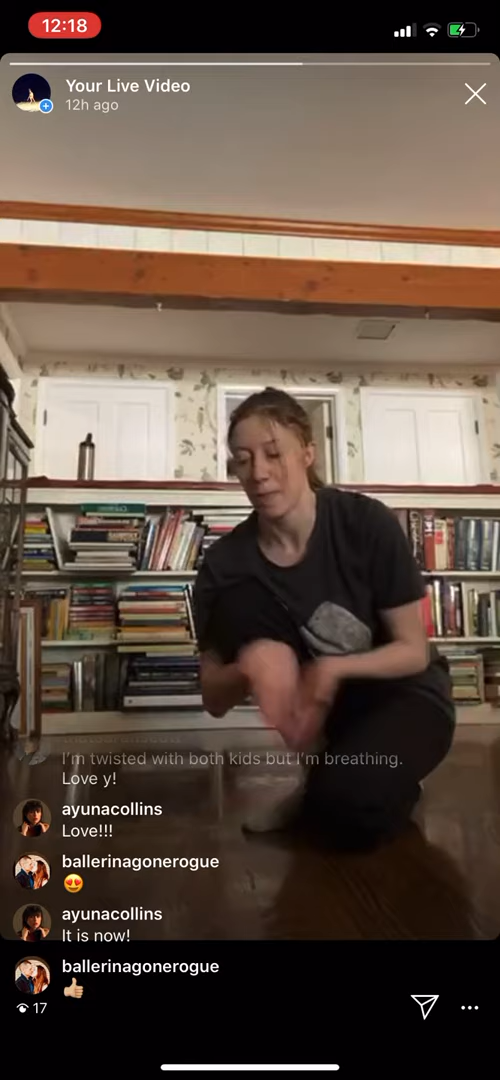 12:18
Your Live Video
12h ago
I'm twisted with both kids but I'm breathing.
Love y!
ayunacollins
Love!!!
ballerinagonerogue
😍
ayunacollins
It is now!
ballerinagonerogue
👍🏼
17